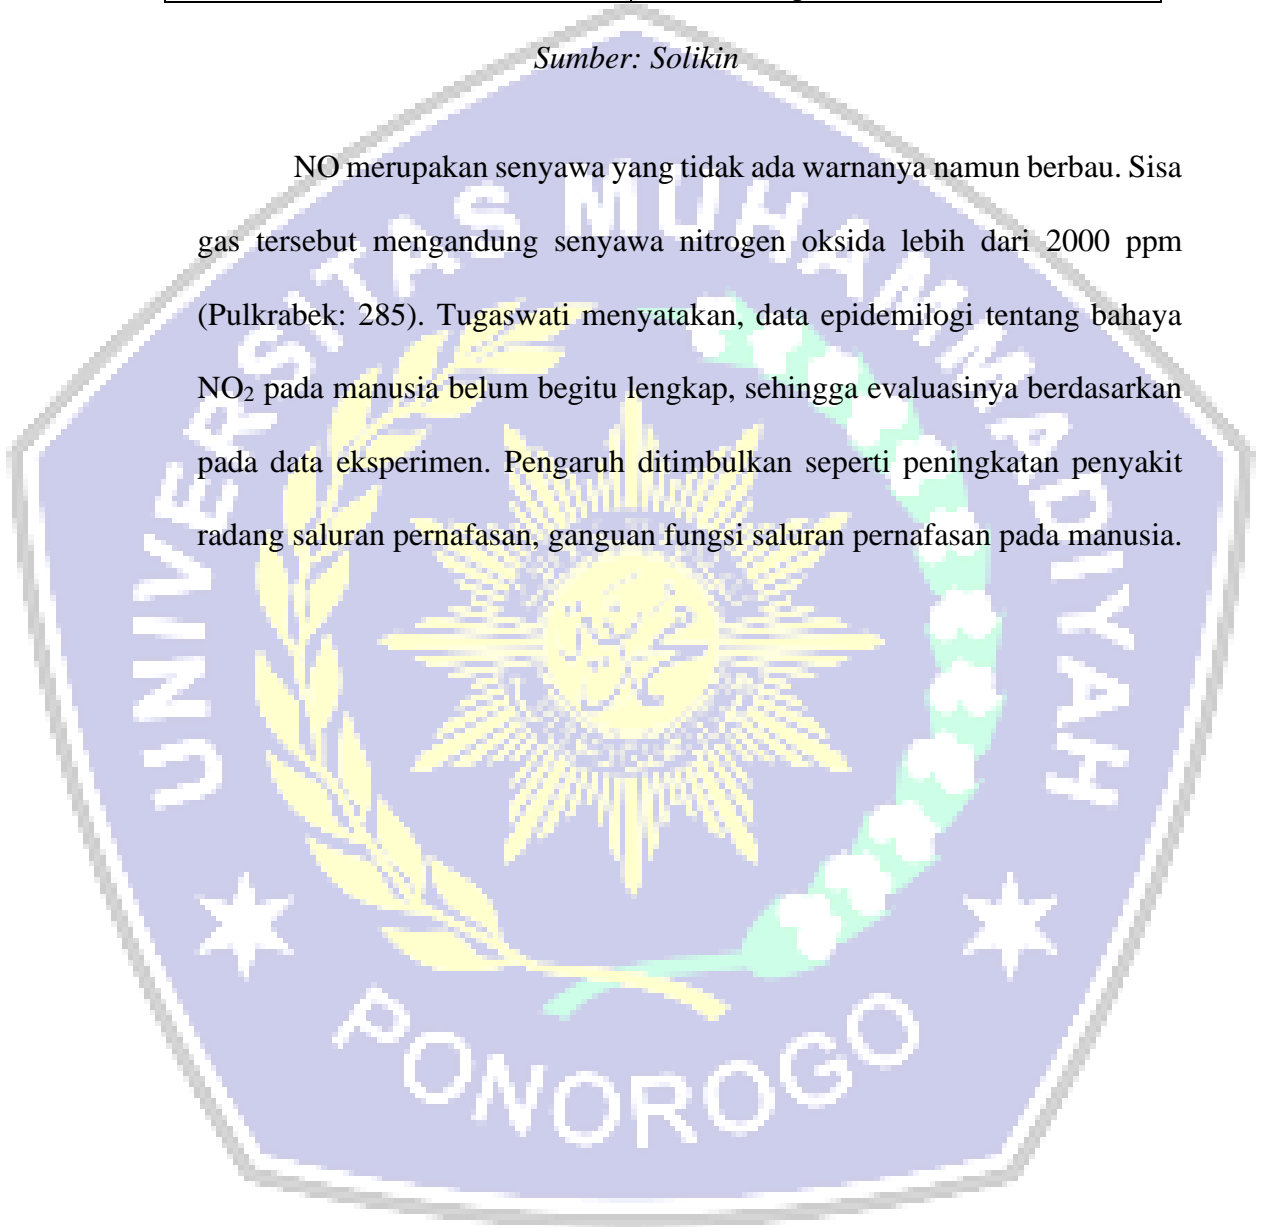 Sumber: Solikin
NO merupakan senyawa yang tidak ada warnanya namun berbau. Sisa
gas tersebut mengandung senyawa nitrogen oksida lebih dari 2000 ppm
(Pulkrabek: 285). Tugaswati menyatakan, data epidemilogi tentang bahaya
NO₂ pada manusia belum begitu lengkap, sehingga evaluasinya berdasarkan
pada data eksperimen. Pengaruh ditimbulkan seperti peningkatan penyakit
radang saluran pernafasan, ganguan fungsi saluran pernafasan pada manusia.
UNIVERSITAS MUHAMMADIYAH
PONOROGO